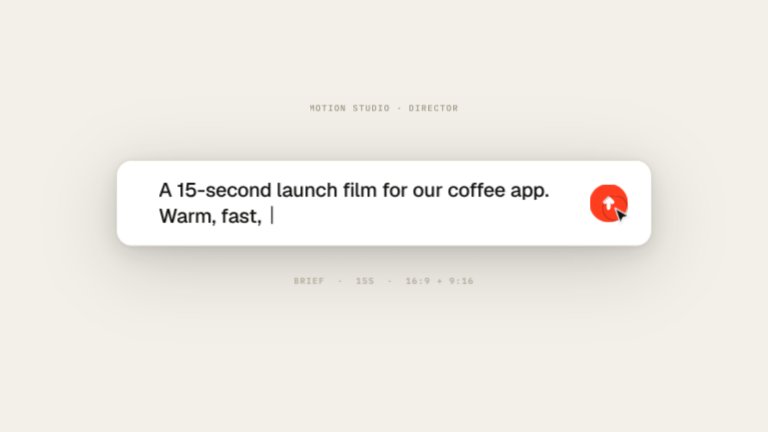 MOTION STUDIO · DIRECTOR
A 15-second launch film for our coffee app.
Warm, fast,
BRIEF · 15S · 16:9 + 9:16